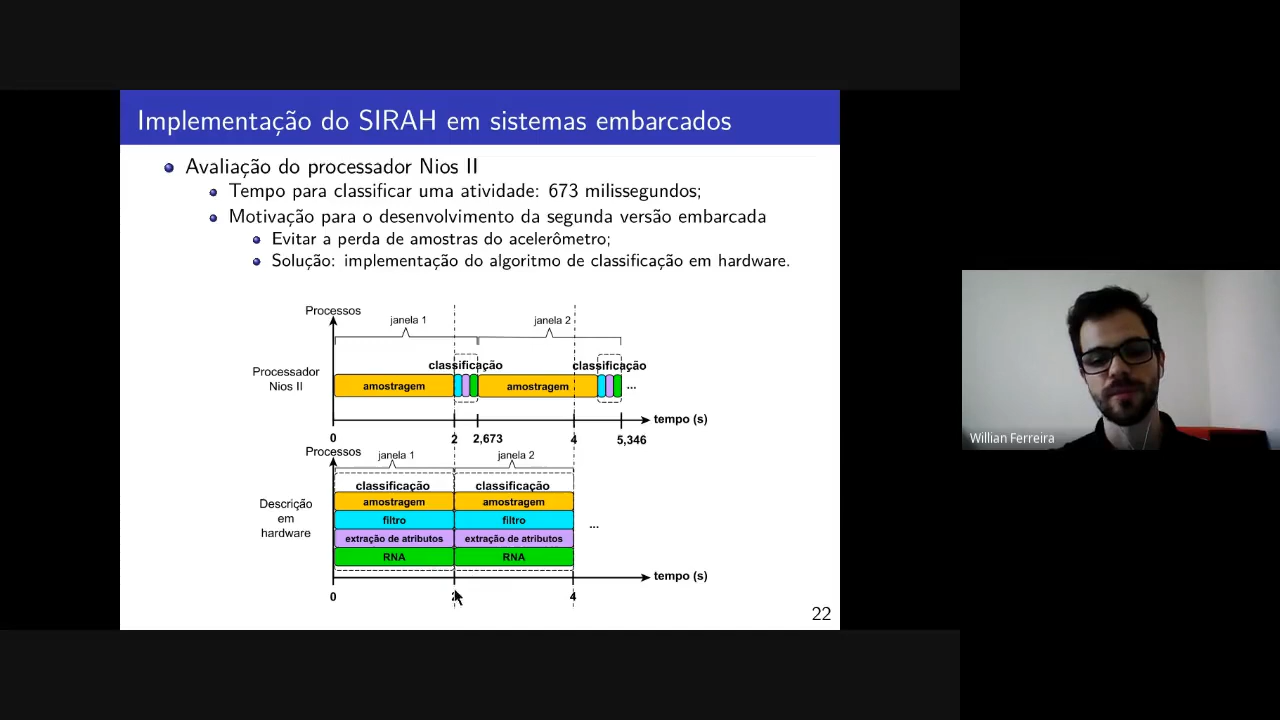 Implementação do SIRAH em sistemas embarcados
Avaliação do processador Nios II
Tempo para classificar uma atividade: 673 milissegundos;
Motivação para o desenvolvimento da segunda versão embarcada
Evitar a perda de amostras do acelerômetro;
Solução: implementação do algoritmo de classificação em hardware.
Processos
janela 1 janela 2
classificação classificação
Processador
Nios II
amostragem amostragem ...
tempo (s)
0 2 2,673 4 5,346
Processos
janela 1 janela 2
classificação classificação
Descrição
em
hardware
amostragem amostragem
filtro filtro
...
extração de atributos extração de atributos
RNA RNA
tempo (s)
0 2 4
22
Willian Ferreira